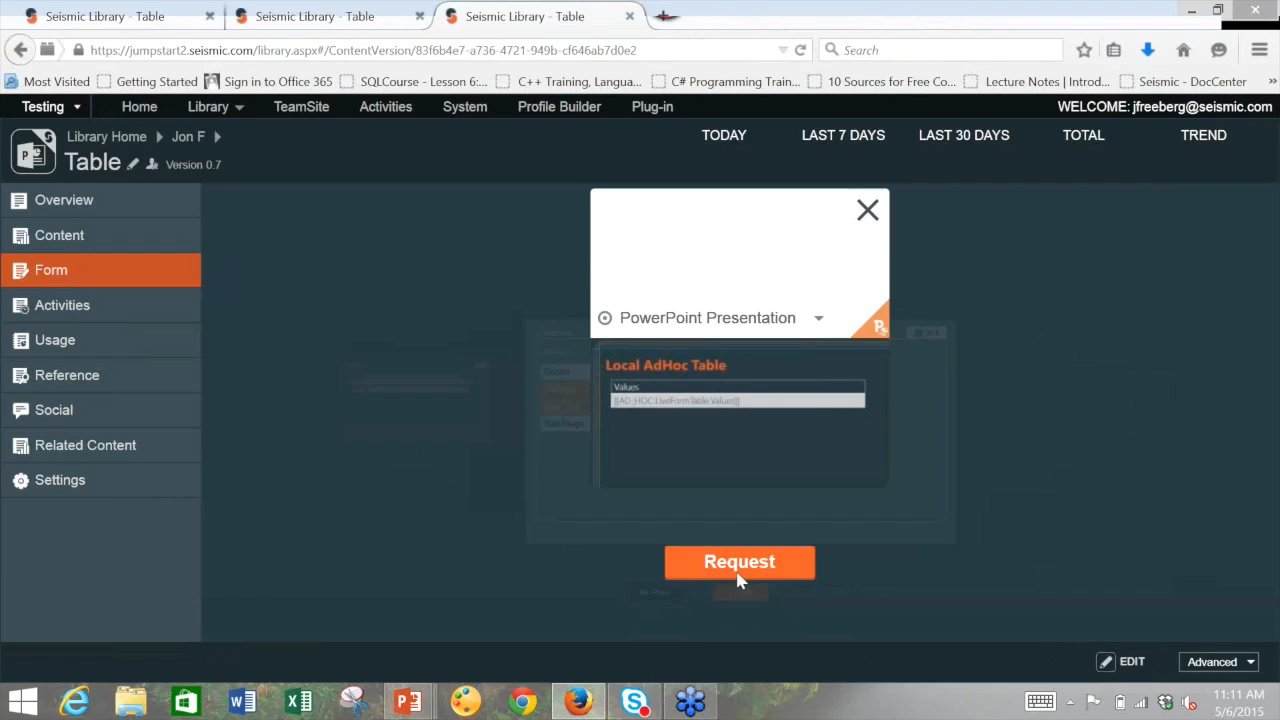 Seismic Library - Table × Seismic Library - Table × Seismic Library - Table ×
https://jumpstart2.seismic.com/library.aspx#/ContentVersion/83f6b4e7-a736-4721-949b-cf646ab7d0e2 Search
Most Visited Getting Started Sign in to Office 365 SQLCourse - Lesson 6:... C++ Training, Langua... C# Programming Train... 10 Sources for Free Co... Lecture Notes | Introd... Seismic - DocCenter »
Testing Home Library TeamSite Activities System Profile Builder Plug-in WELCOME: jfreeberg@seismic.com
Library Home Jon F TODAY LAST 7 DAYS LAST 30 DAYS TOTAL TREND
Table Version 0.7
Overview
Content
Form
Activities
Usage
Reference
Social
Related Content
Settings
PowerPoint Presentation
Local AdHoc Table
Values
[[AD_HOC:LiveFormTable.Values]]
Request
EDIT Advanced
11:11 AM
5/6/2015